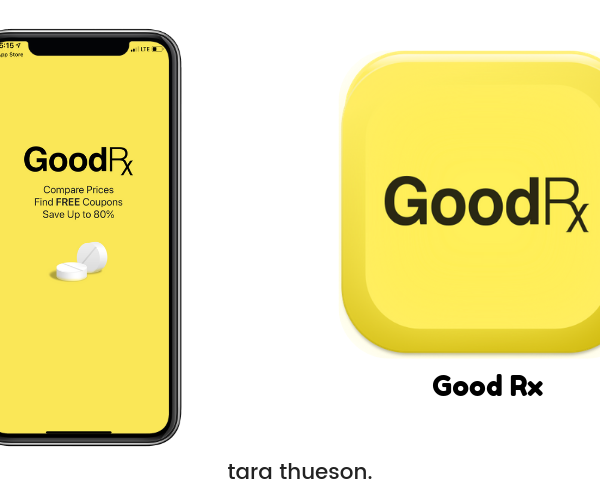 5:15
LTE
App Store
GoodRx
Compare Prices
Find FREE Coupons
Save Up to 80%
GoodRx
Good Rx
tara thueson.